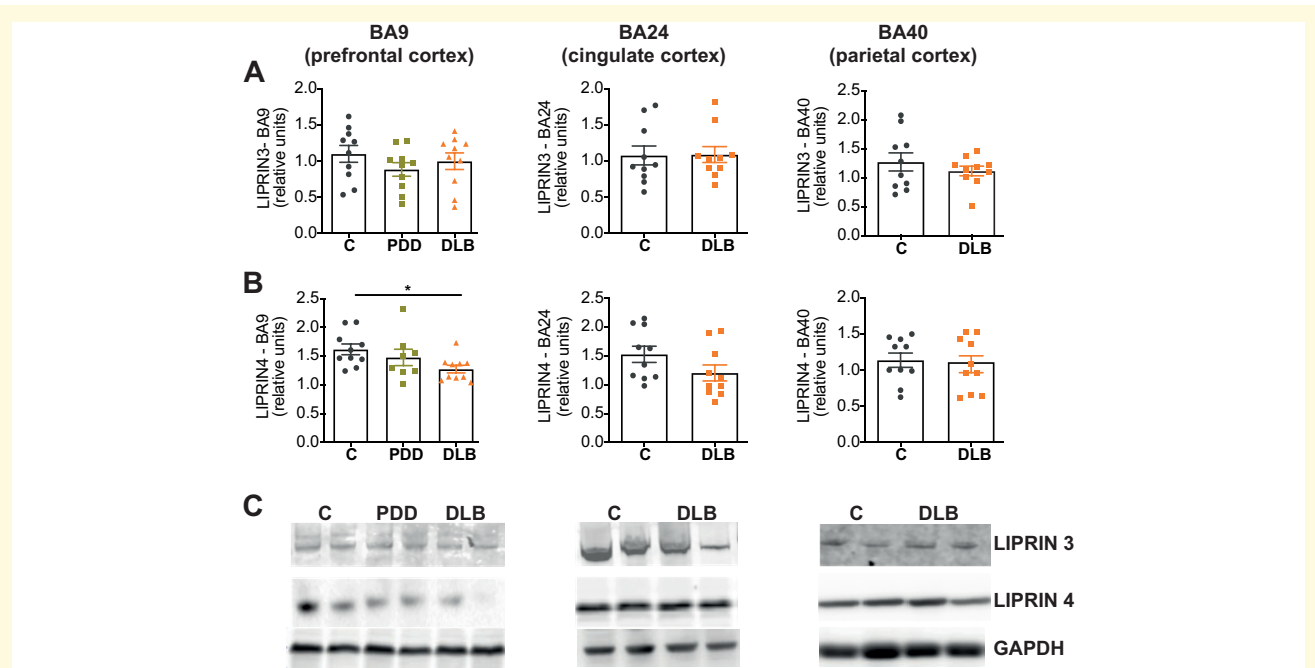 BA9
(prefrontal cortex)
BA24
(cingulate cortex)
BA40
(parietal cortex)
A
LIPRIN3 - BA9
(relative units)
2.0
1.5
1.0
0.5
0.0
C PDD DLB
LIPRIN3 - BA24
(relative units)
2.0
1.5
1.0
0.5
0.0
C DLB
LIPRIN3 - BA40
(relative units)
2.5
2.0
1.5
1.0
0.5
0.0
C DLB
B
LIPRIN4 - BA9
(relative units)
2.5
2.0
1.5
1.0
0.5
0.0
*
C PDD DLB
LIPRIN4 - BA24
(relative units)
2.5
2.0
1.5
1.0
0.5
0.0
C DLB
LIPRIN4 - BA40
(relative units)
2.0
1.5
1.0
0.5
0.0
C DLB
C
C PDD DLB
C DLB
C DLB
LIPRIN 3
LIPRIN 4
GAPDH